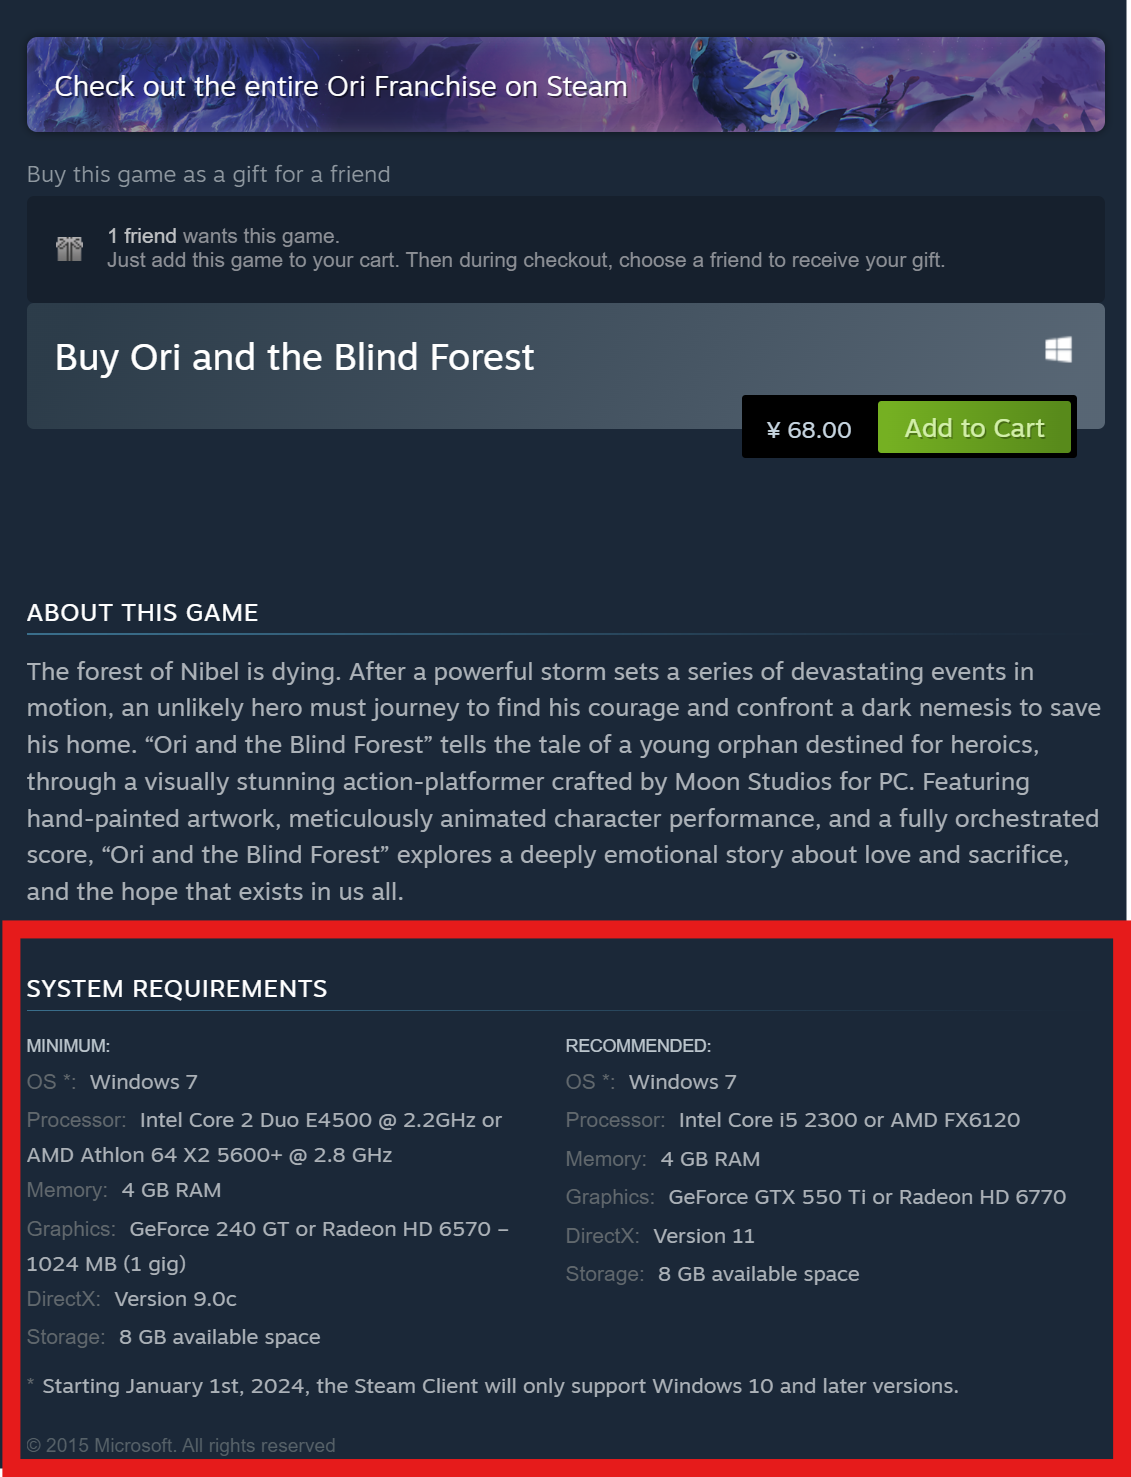 Check out the entire Ori Franchise on Steam
Buy this game as a gift for a friend
1 friend wants this game.
Just add this game to your cart. Then during checkout, choose a friend to receive your gift.
Buy Ori and the Blind Forest
¥ 68.00
Add to Cart
ABOUT THIS GAME
The forest of Nibel is dying. After a powerful storm sets a series of devastating events in
motion, an unlikely hero must journey to find his courage and confront a dark nemesis to save
his home. “Ori and the Blind Forest” tells the tale of a young orphan destined for heroics,
through a visually stunning action-platformer crafted by Moon Studios for PC. Featuring
hand-painted artwork, meticulously animated character performance, and a fully orchestrated
score, “Ori and the Blind Forest” explores a deeply emotional story about love and sacrifice,
and the hope that exists in us all.
SYSTEM REQUIREMENTS
MINIMUM:
OS *: Windows 7
Processor: Intel Core 2 Duo E4500 @ 2.2GHz or
AMD Athlon 64 X2 5600+ @ 2.8 GHz
Memory: 4 GB RAM
Graphics: GeForce 240 GT or Radeon HD 6570 –
1024 MB (1 gig)
DirectX: Version 9.0c
Storage: 8 GB available space
RECOMMENDED:
OS *: Windows 7
Processor: Intel Core i5 2300 or AMD FX6120
Memory: 4 GB RAM
Graphics: GeForce GTX 550 Ti or Radeon HD 6770
DirectX: Version 11
Storage: 8 GB available space
* Starting January 1st, 2024, the Steam Client will only support Windows 10 and later versions.
© 2015 Microsoft. All rights reserved